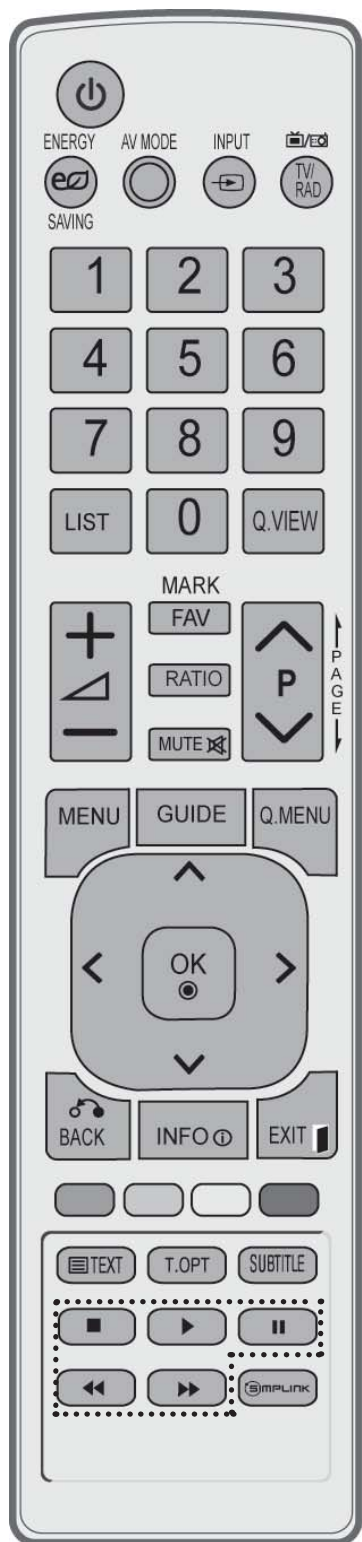 ENERGY AV MODE INPUT
TV/
RAD
SAVING
1 2 3
4 5 6
7 8 9
LIST 0 Q.VIEW
MARK
FAV
P
PAGE
RATIO
MUTE
MENU GUIDE Q.MENU
OK
BACK INFO EXIT
TEXT T.OPT SUBTITLE
SIMPLINK